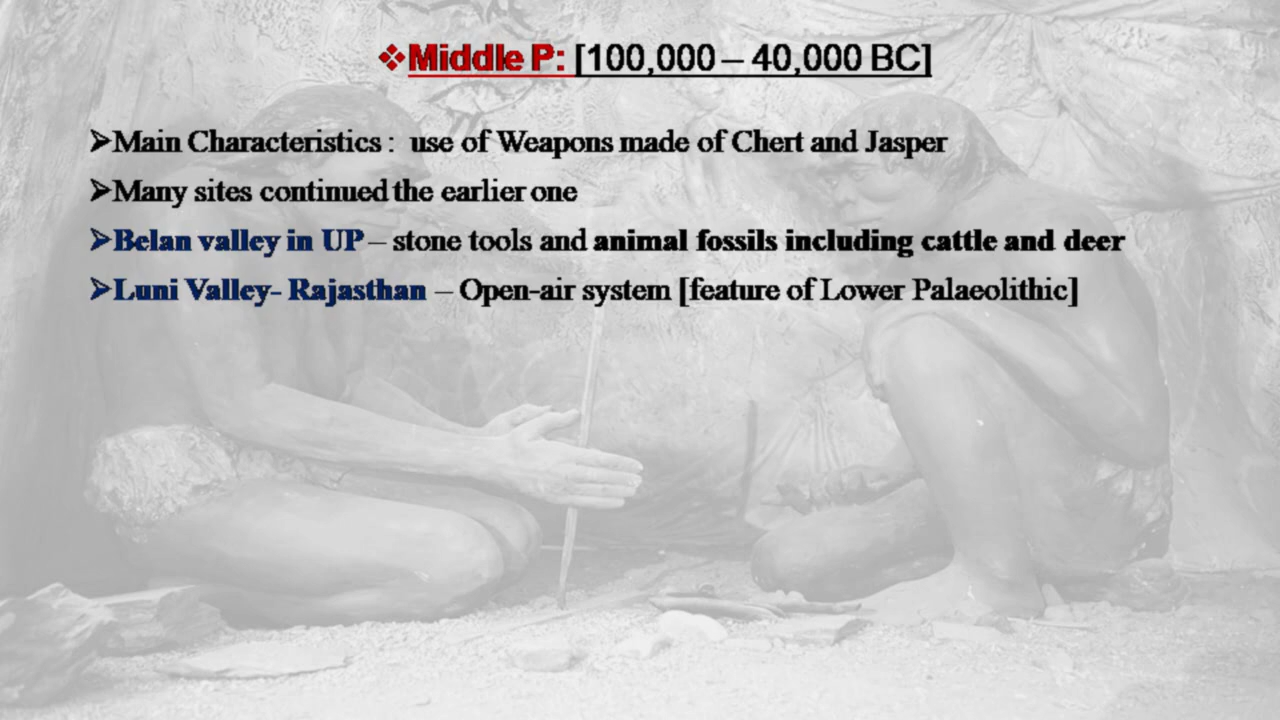 ❖Middle P: [100,000 – 40,000 BC]
➢Main Characteristics : use of Weapons made of Chert and Jasper
➢Many sites continued the earlier one
➢Belan valley in UP – stone tools and animal fossils including cattle and deer
➢Luni Valley- Rajasthan – Open-air system [feature of Lower Palaeolithic]